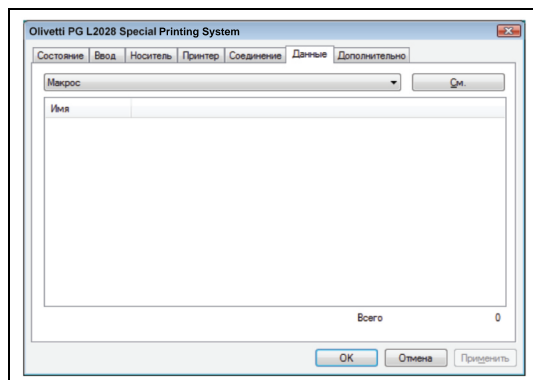 Olivetti PG L2028 Special Printing System
Состояние Ввод Носитель Принтер Соединение Данные Дополнительно
Макрос См.
Имя
Всего 0
OK Отмена Применить